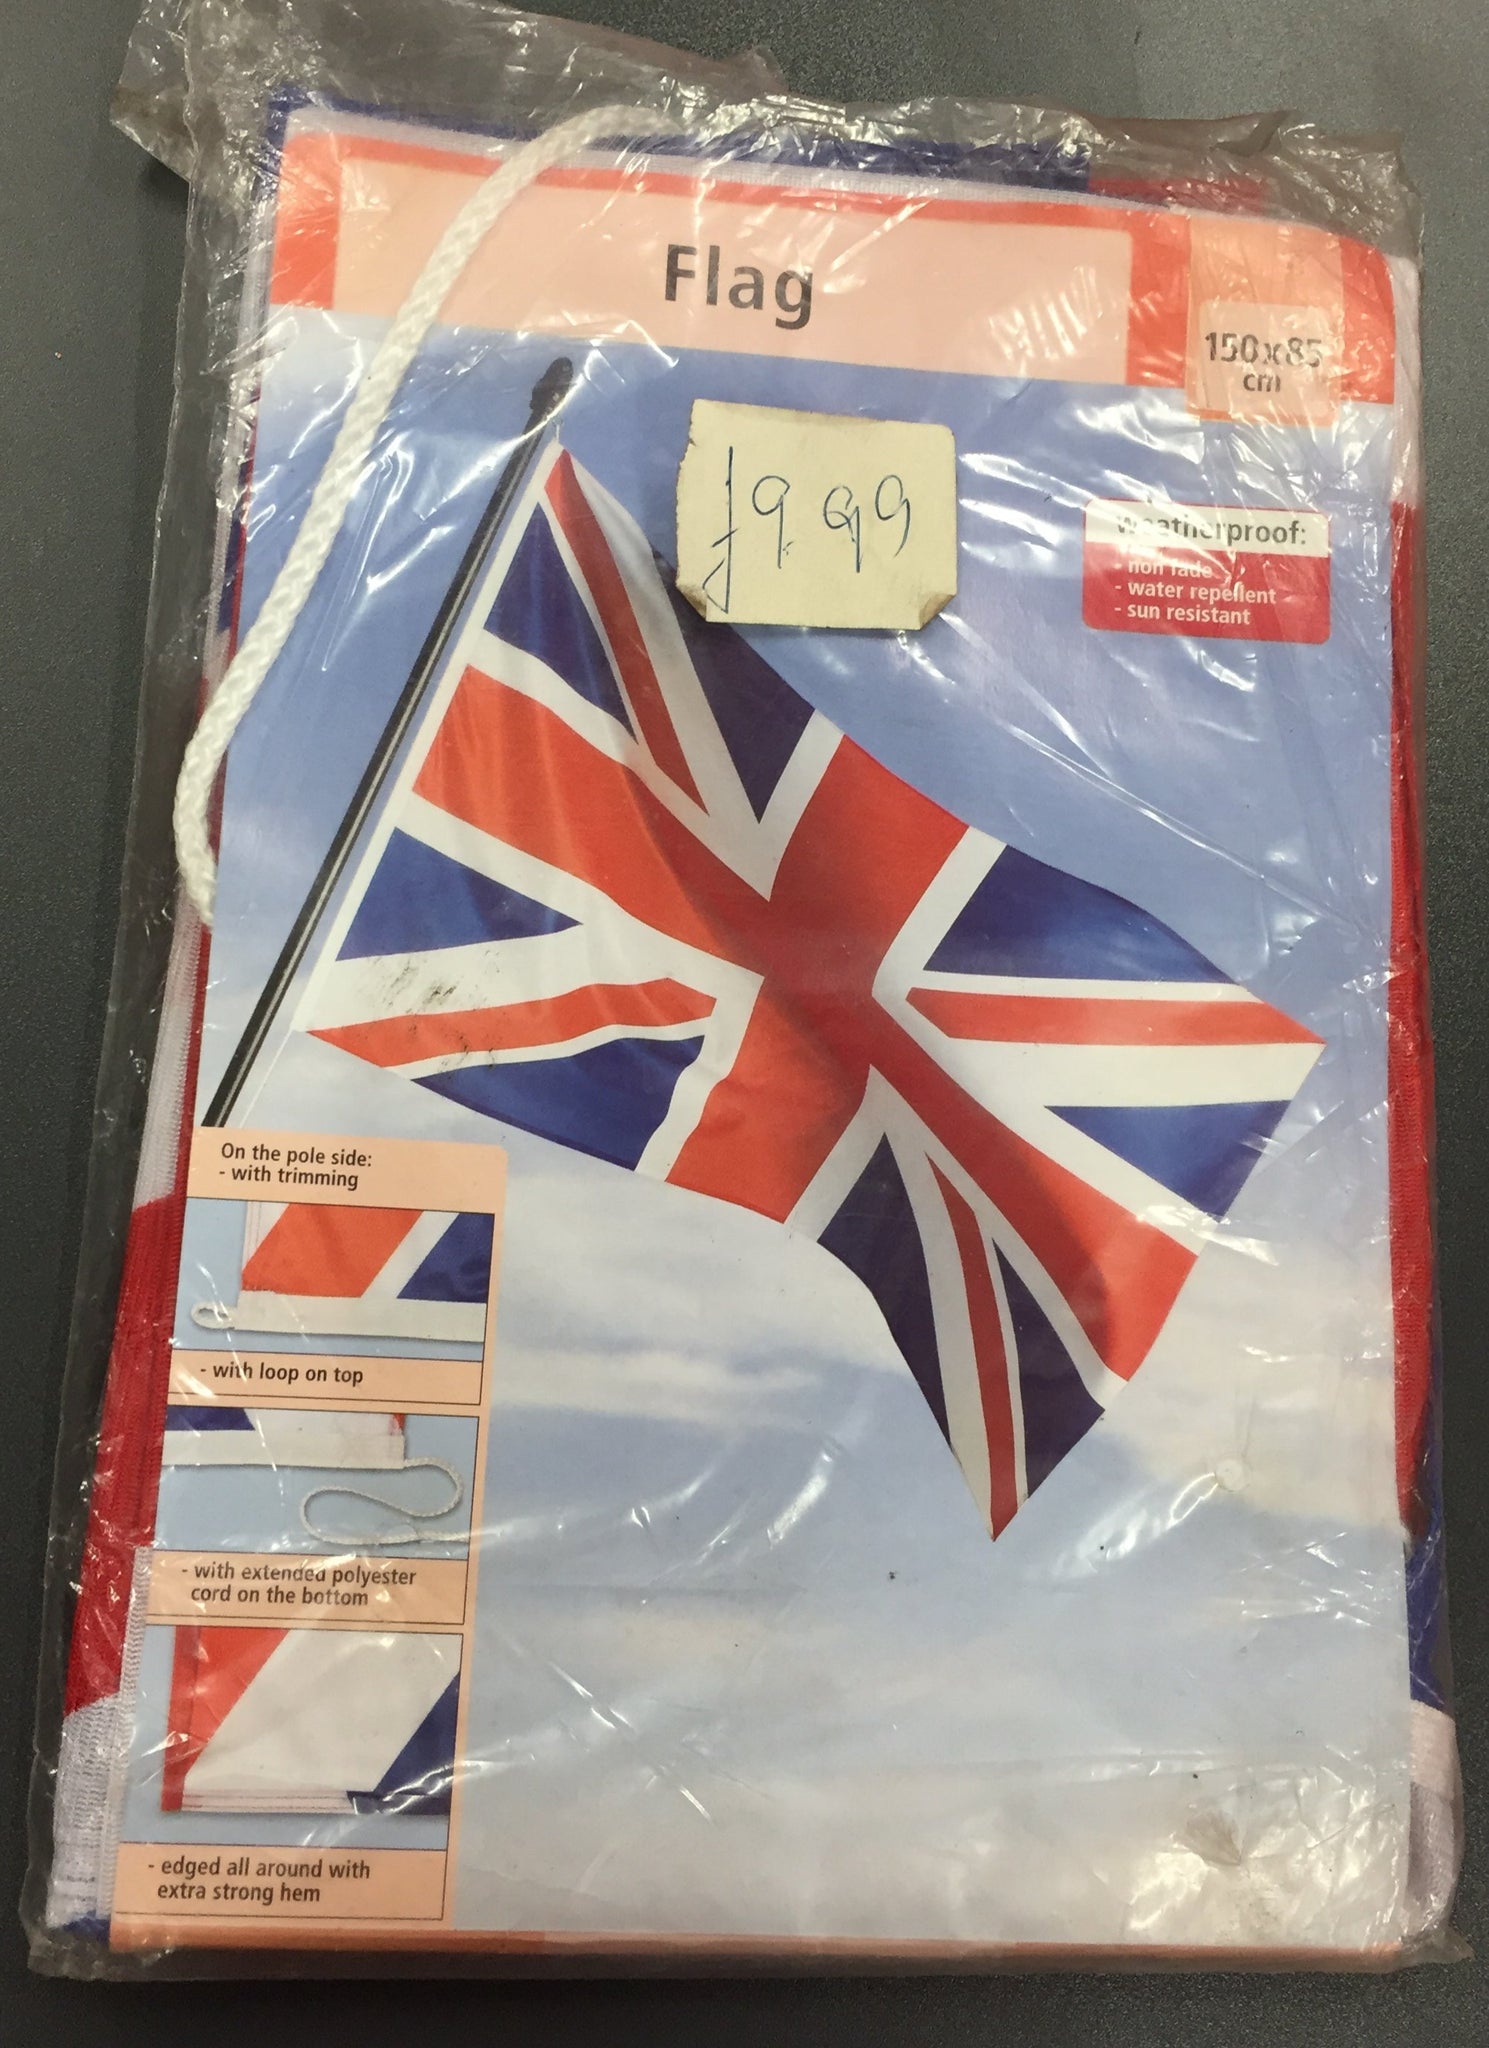 Flag
150x85
cm
£9.99
weatherproof:
- non fade
- water repellent
- sun resistant
On the pole side:
- with trimming
- with loop on top
- with extended polyester
cord on the bottom
- edged all around with
extra strong hem